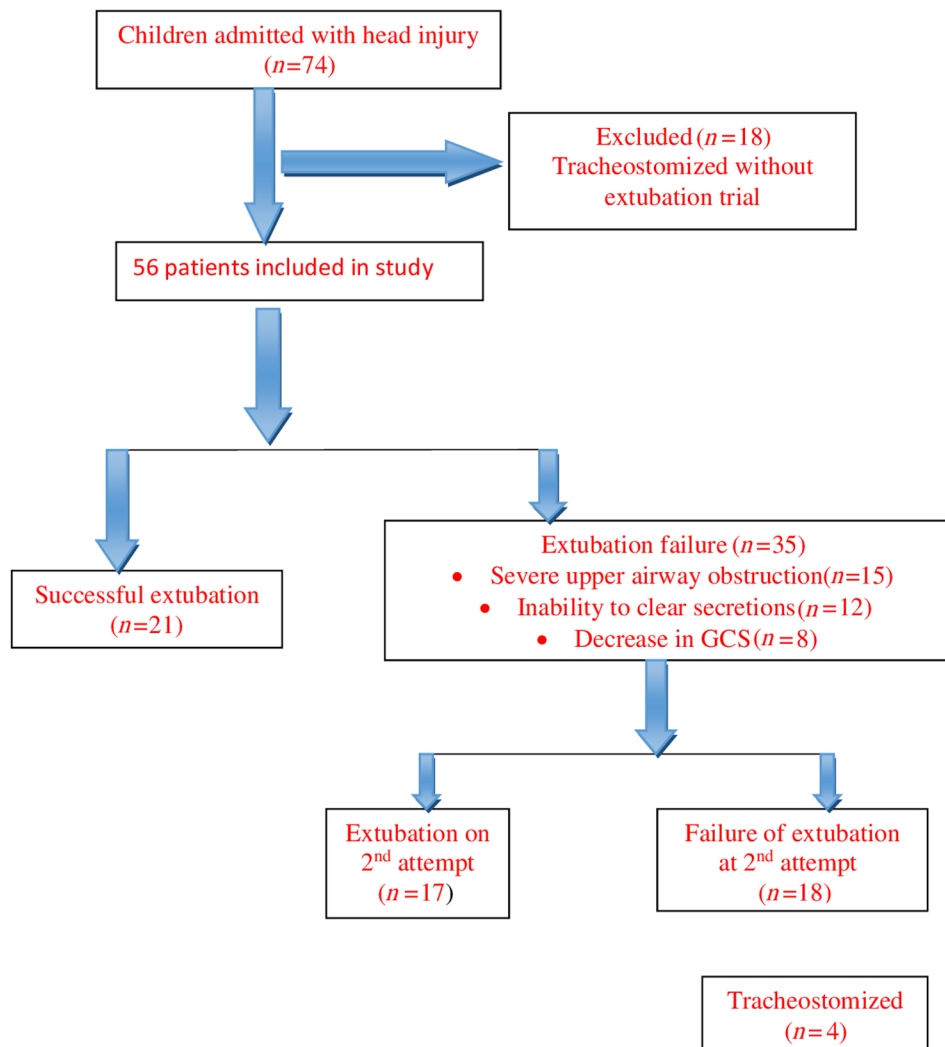 Children admitted with head injury
(n=74)
Excluded (n=18)
Tracheostomized without
extubation trial
56 patients included in study
Successful extubation
(n=21)
Extubation failure (n=35)
• Severe upper airway obstruction(n=15)
• Inability to clear secretions(n=12)
• Decrease in GCS(n=8)
Extubation on
2nd attempt
(n=17)
Failure of extubation
at 2nd attempt
(n=18)
Tracheostomized
(n=4)